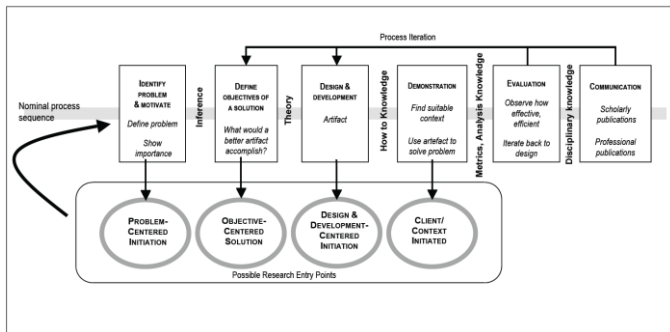 Process Iteration
Nominal process
sequence
IDENTIFY
PROBLEM
& MOTIVATE
Define problem
Show
importance
Inference
DEFINE
OBJECTIVES OF
A SOLUTION
What would a
better artifact
accomplish?
Theory
DESIGN &
DEVELOPMENT
Artifact
How to Knowledge
DEMONSTRATION
Find suitable
context
Use artefact to
solve problem
Metrics, Analysis Knowledge
EVALUATION
Observe how
effective,
efficient
Iterate back to
design
Disciplinary knowledge
COMMUNICATION
Scholarly
publications
Professional
publications
PROBLEM-
CENTERED
INITIATION
OBJECTIVE-
CENTERED
SOLUTION
DESIGN &
DEVELOPMENT-
CENTERED
INITIATION
CLIENT/
CONTEXT
INITIATED
Possible Research Entry Points